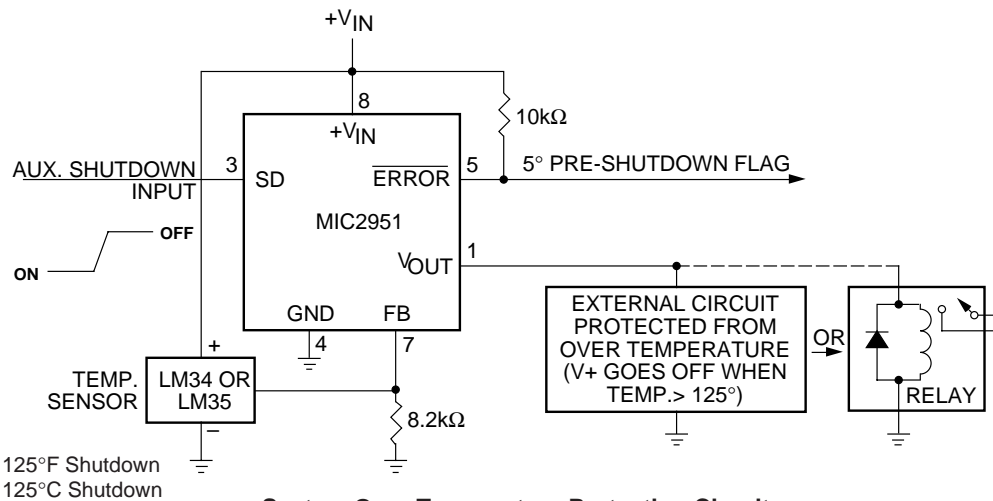 +VIN
8
+VIN
10kΩ
AUX. SHUTDOWN
INPUT
3
SD
ERROR
5
5° PRE-SHUTDOWN FLAG
MIC2951
OFF
ON
VOUT
1
GND
FB
4
7
EXTERNAL CIRCUIT
PROTECTED FROM
OVER TEMPERATURE
(V+ GOES OFF WHEN
TEMP.> 125°)
OR
RELAY
+
TEMP.
SENSOR
LM34 OR
LM35
–
8.2kΩ
125°F Shutdown
125°C Shutdown